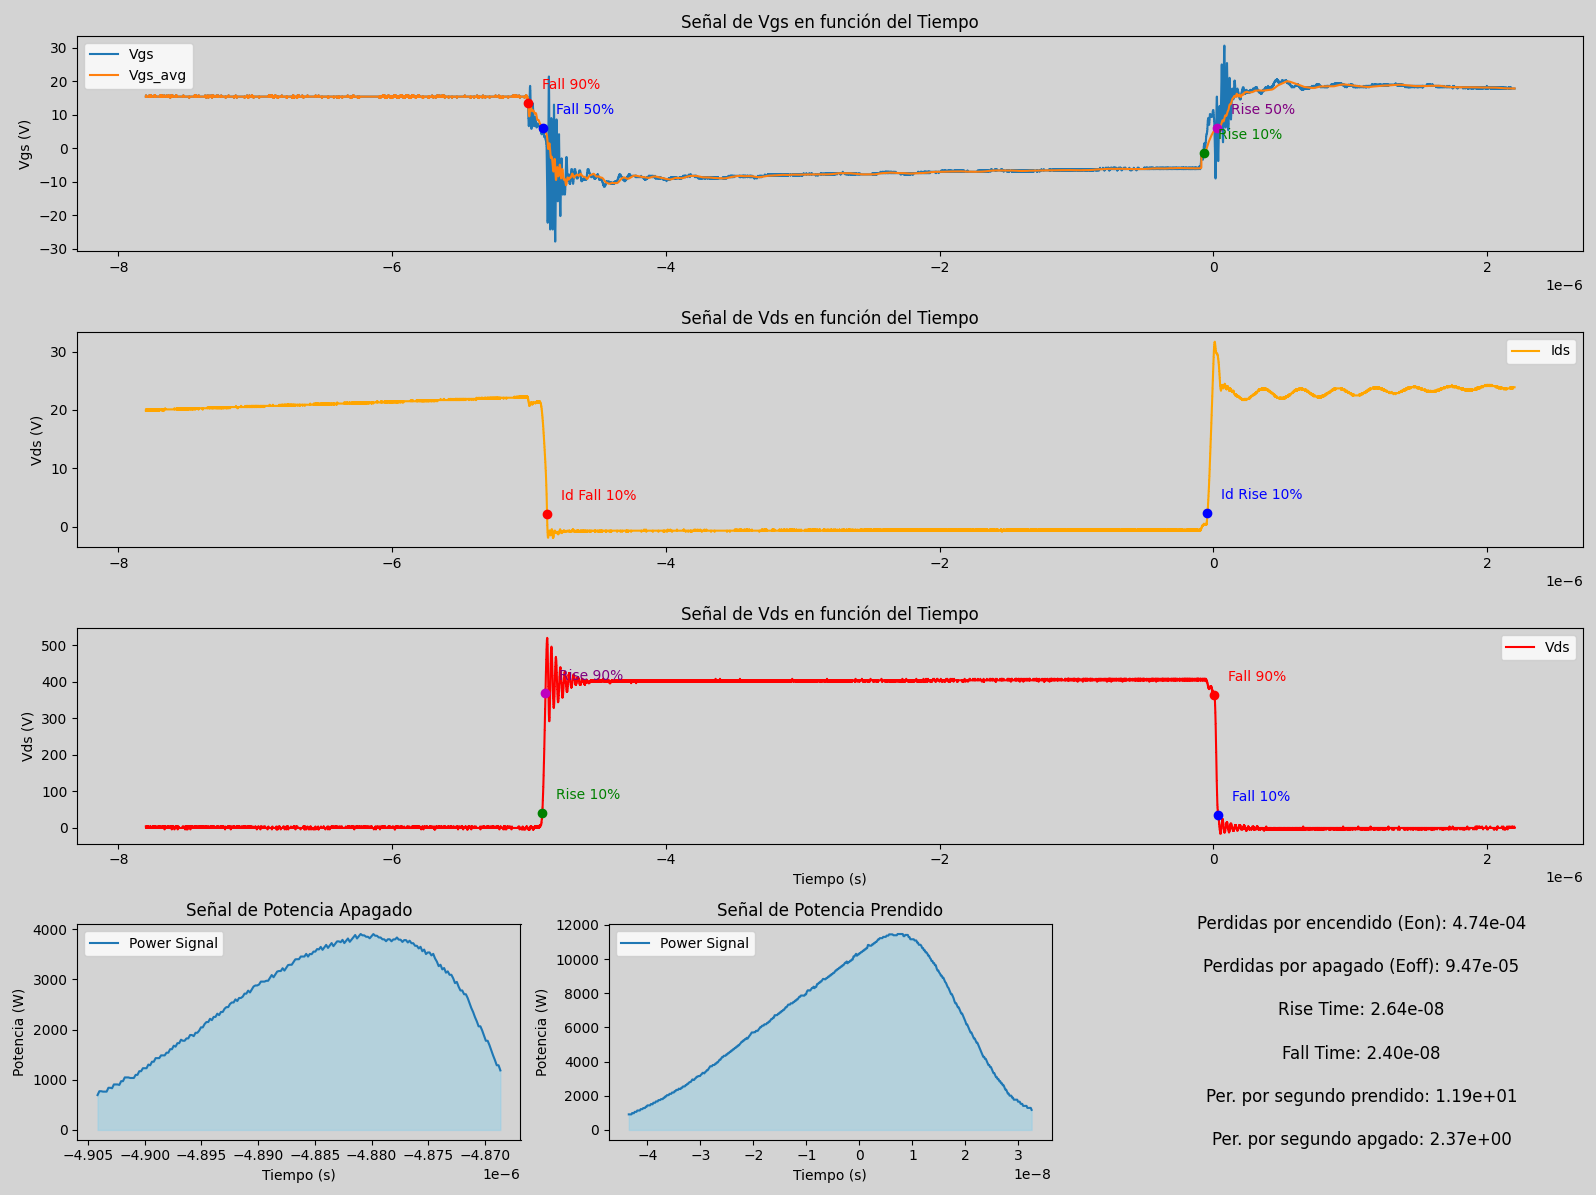 Señal de Vgs en función del Tiempo
Vgs (V)
30
20
10
0
−10
−20
−30
Vgs
Vgs_avg
Fall 90%
Fall 50%
Rise 50%
Rise 10%
−8 −6 −4 −2 0 2
1e−6
Señal de Vds en función del Tiempo
Vds (V)
30
20
10
0
Ids
Id Fall 10%
Id Rise 10%
−8 −6 −4 −2 0 2
1e−6
Señal de Vds en función del Tiempo
Vds (V)
500
400
300
200
100
0
Vds
Rise 90%
Fall 90%
Rise 10%
Fall 10%
−8 −6 −4 −2 0 2
Tiempo (s)
1e−6
Señal de Potencia Apagado
Potencia (W)
4000
3000
2000
1000
0
Power Signal
−4.905 −4.900 −4.895 −4.890 −4.885 −4.880 −4.875 −4.870
Tiempo (s)
1e−6
Señal de Potencia Prendido
Potencia (W)
12000
10000
8000
6000
4000
2000
0
Power Signal
−4 −3 −2 −1 0 1 2 3
Tiempo (s)
1e−8
Perdidas por encendido (Eon): 4.74e-04
Perdidas por apagado (Eoff): 9.47e-05
Rise Time: 2.64e-08
Fall Time: 2.40e-08
Per. por segundo prendido: 1.19e+01
Per. por segundo apgado: 2.37e+00